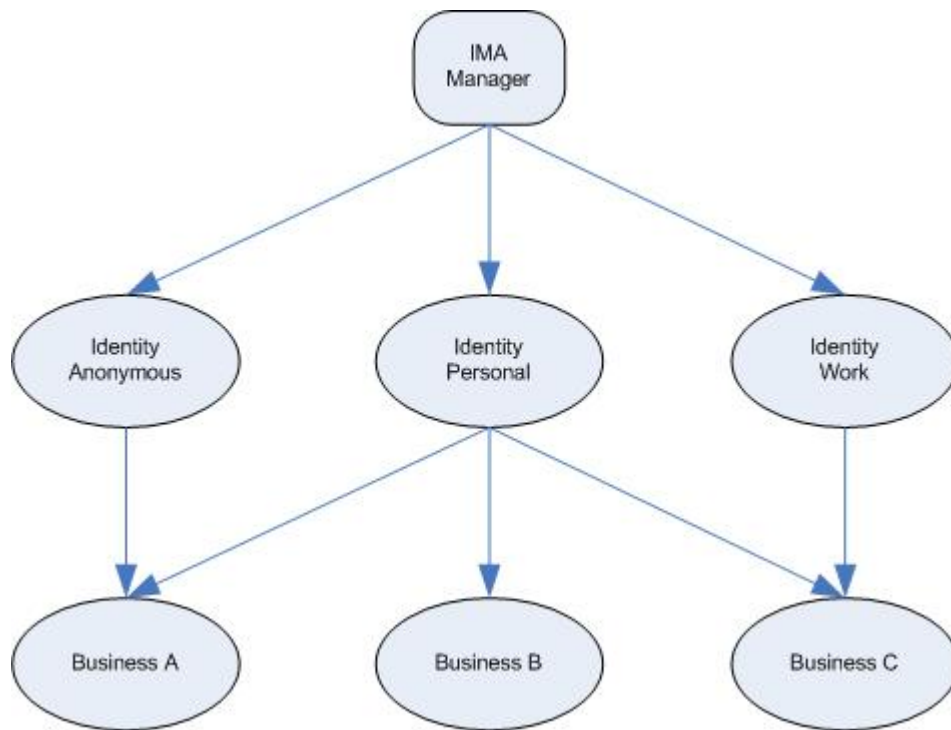 IMA
Manager
Identity
Anonymous
Identity
Personal
Identity
Work
Business A
Business B
Business C